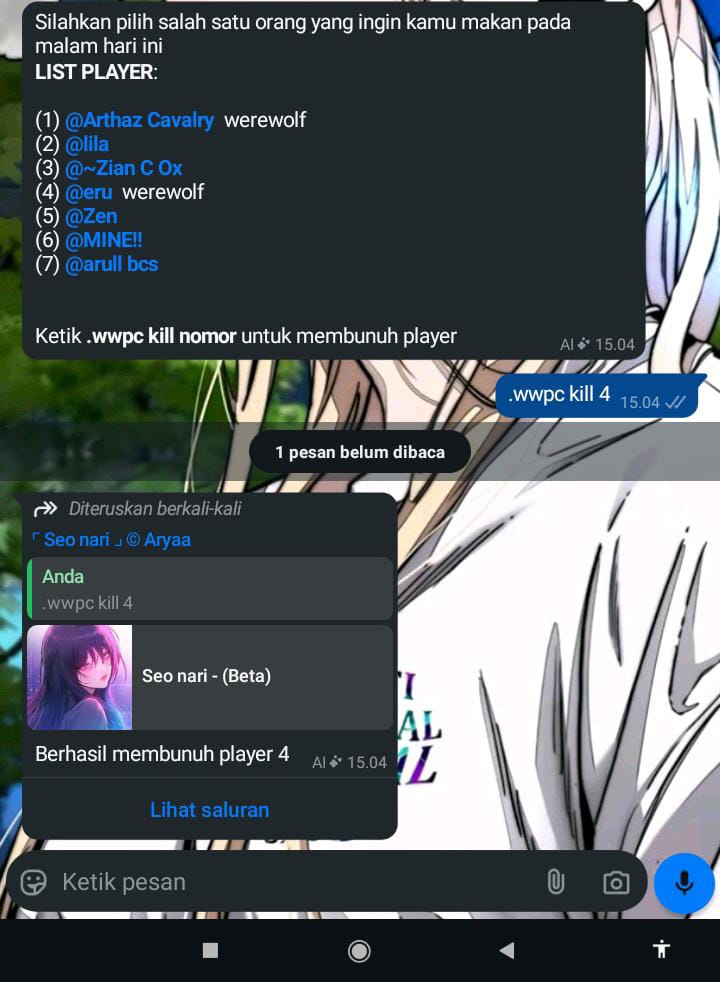 Silahkan pilih salah satu orang yang ingin kamu makan pada
malam hari ini
LIST PLAYER:
(1) @Arthaz Cavalry werewolf
(2) @lila
(3) @~Zian C Ox
(4) @eru werewolf
(5) @Zen
(6) @MINE!!
(7) @arull bcs
Ketik .wwpc kill nomor untuk membunuh player
AI 15.04
.wwpc kill 4 15.04
1 pesan belum dibaca
Diteruskan berkali-kali
「 Seo nari 」 © Aryaa
Anda
.wwpc kill 4
Seo nari - (Beta)
Berhasil membunuh player 4 AI 15.04
Lihat saluran
Ketik pesan